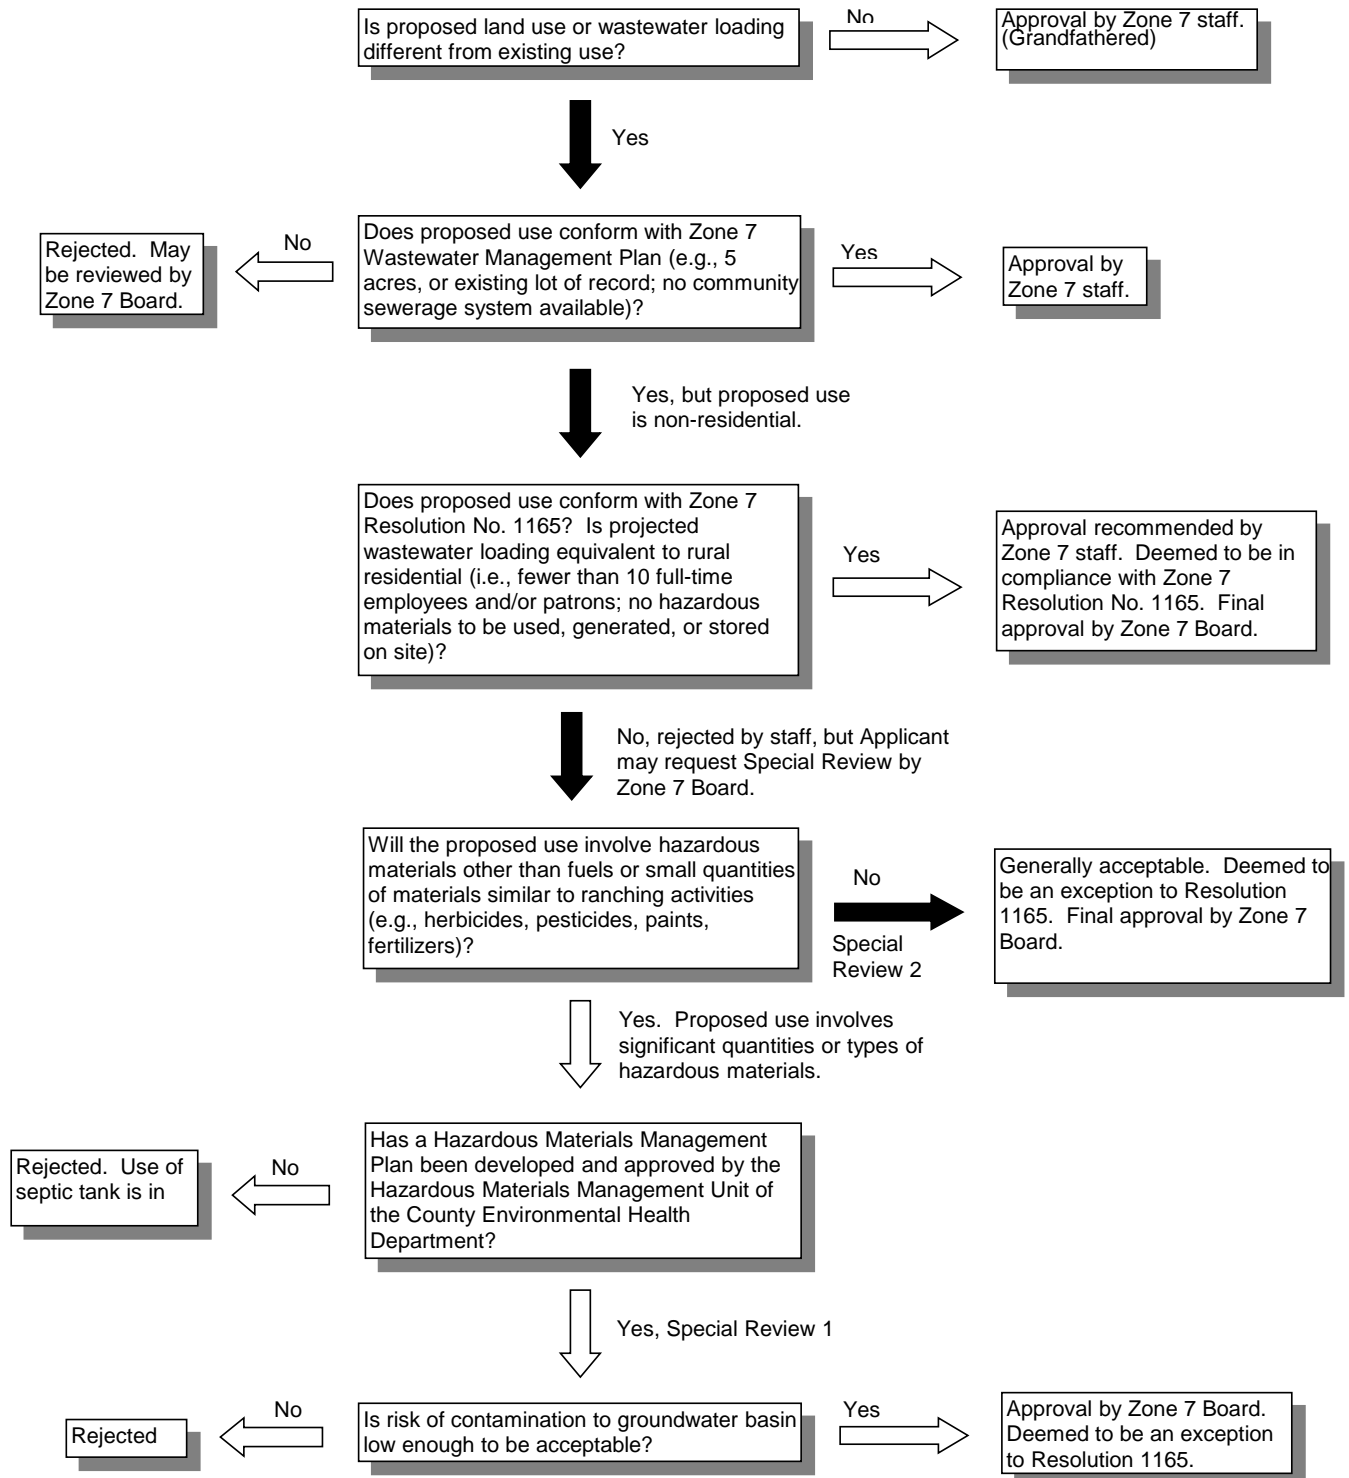 Is proposed land use or wastewater loading
different from existing use?
No
Approval by Zone 7 staff.
(Grandfathered)
Yes
Rejected. May
be reviewed by
Zone 7 Board.
No
Does proposed use conform with Zone 7
Wastewater Management Plan (e.g., 5
acres, or existing lot of record; no community
sewerage system available)?
Yes
Approval by
Zone 7 staff.
Yes, but proposed use
is non-residential.
Does proposed use conform with Zone 7
Resolution No. 1165? Is projected
wastewater loading equivalent to rural
residential (i.e., fewer than 10 full-time
employees and/or patrons; no hazardous
materials to be used, generated, or stored
on site)?
Yes
Approval recommended by
Zone 7 staff. Deemed to be in
compliance with Zone 7
Resolution No. 1165. Final
approval by Zone 7 Board.
No, rejected by staff, but Applicant
may request Special Review by
Zone 7 Board.
Will the proposed use involve hazardous
materials other than fuels or small quantities
of materials similar to ranching activities
(e.g., herbicides, pesticides, paints,
fertilizers)?
No
Special
Review 2
Generally acceptable. Deemed to
be an exception to Resolution
1165. Final approval by Zone 7
Board.
Yes. Proposed use involves
significant quantities or types of
hazardous materials.
Rejected. Use of
septic tank is in
No
Has a Hazardous Materials Management
Plan been developed and approved by the
Hazardous Materials Management Unit of
the County Environmental Health
Department?
Yes, Special Review 1
Rejected
No
Is risk of contamination to groundwater basin
low enough to be acceptable?
Yes
Approval by Zone 7 Board.
Deemed to be an exception
to Resolution 1165.